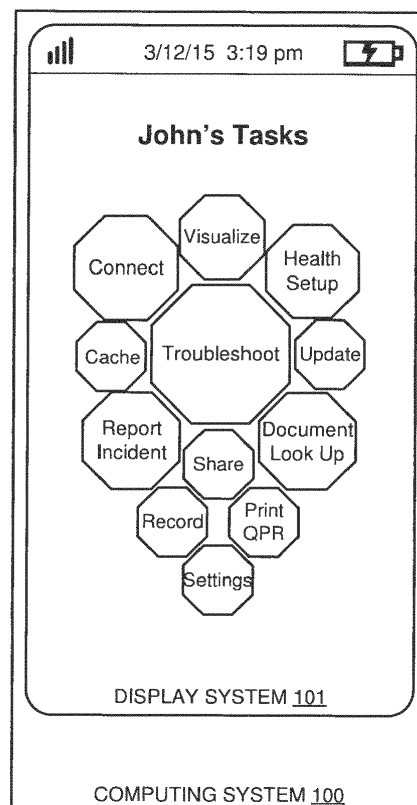 3/12/15 3:19 pm
John's Tasks
Visualize
Connect
Health
Setup
Cache
Troubleshoot
Update
Report
Incident
Document
Look Up
Share
Record
Print
QPR
Settings
DISPLAY SYSTEM 101
COMPUTING SYSTEM 100